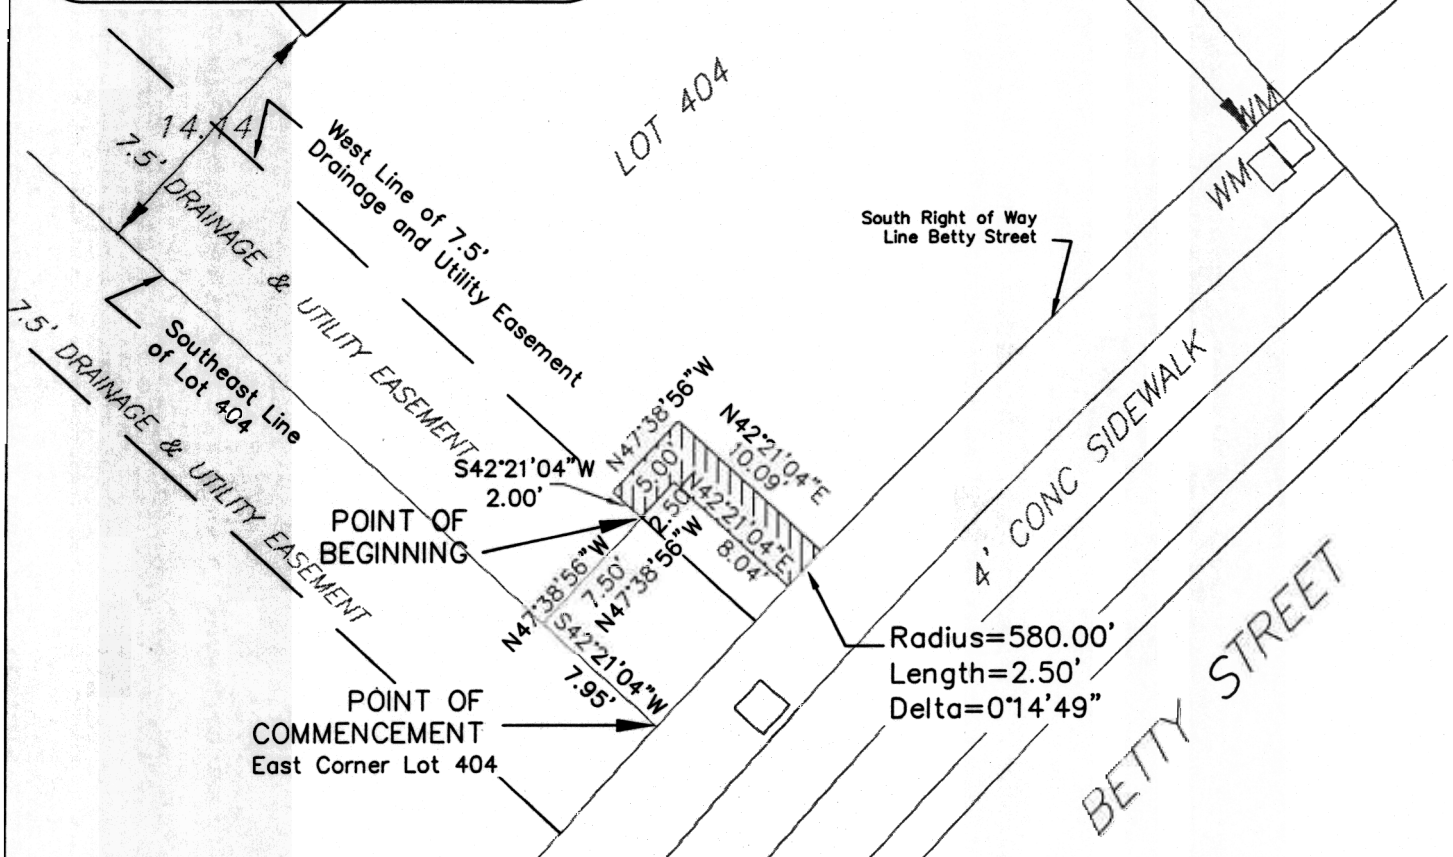 LOT 404
14.14
7.5' DRAINAGE & UTILITY EASEMENT
West Line of 7.5'
Drainage and Utility Easement
WM
WM
South Right of Way
Line Betty Street
7.5' DRAINAGE & UTILITY EASEMENT
Southeast Line
of Lot 404
N47°38'56"W
5.00'
N42°21'04"E
10.09'
S42°21'04"W
2.00'
2.50'
N47°38'56"W
N42°21'04"E
8.04'
POINT OF
BEGINNING
N47°38'56"W
7.50'
S42°21'04"W
7.95'
4' CONC SIDEWALK
Radius=580.00'
Length=2.50'
Delta=0°14'49"
POINT OF
COMMENCEMENT
East Corner Lot 404
BETTY STREET